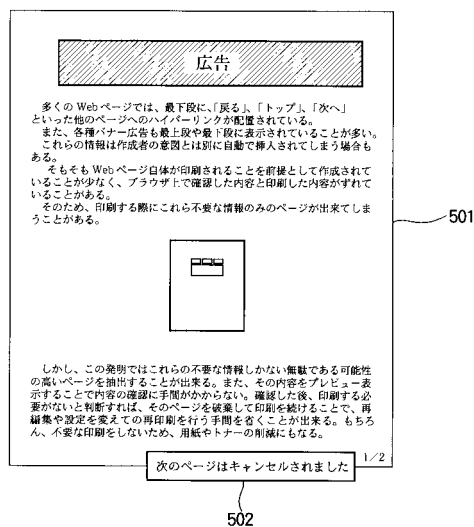 広告
多くの Web ページでは、最下段に、「戻る」、「トップ」、「次へ」
といった他のページへのハイパーリンクが配置されている。
また、各種バナー広告も最上段や最下段に表示されていることが多い。
これらの情報は作成者の意図とは別に自動で挿入されてしまう場合も
ある。
そもそも Web ページ自体が印刷されることを前提として作成されて
いることが少なく、ブラウザ上で確認した内容と印刷した内容がずれて
いることがある。
そのため、印刷する際にこれら不要な情報のみのページが出来てしま
うことがある。
501
しかし、この発明ではこれらの不要な情報しかない無駄である可能性
の高いページを抽出することが出来る。また、その内容をプレビュー表
示することで内容の確認に手間がかからない。確認した後、印刷する必
要がないと判断すれば、そのページを破棄して印刷を続けることで、再
編集や設定を変えての再印刷を行う手間を省くことが出来る。もちろ
ん、不要な印刷をしないため、用紙やトナーの削減にもなる。
1/2
次のページはキャンセルされました
502